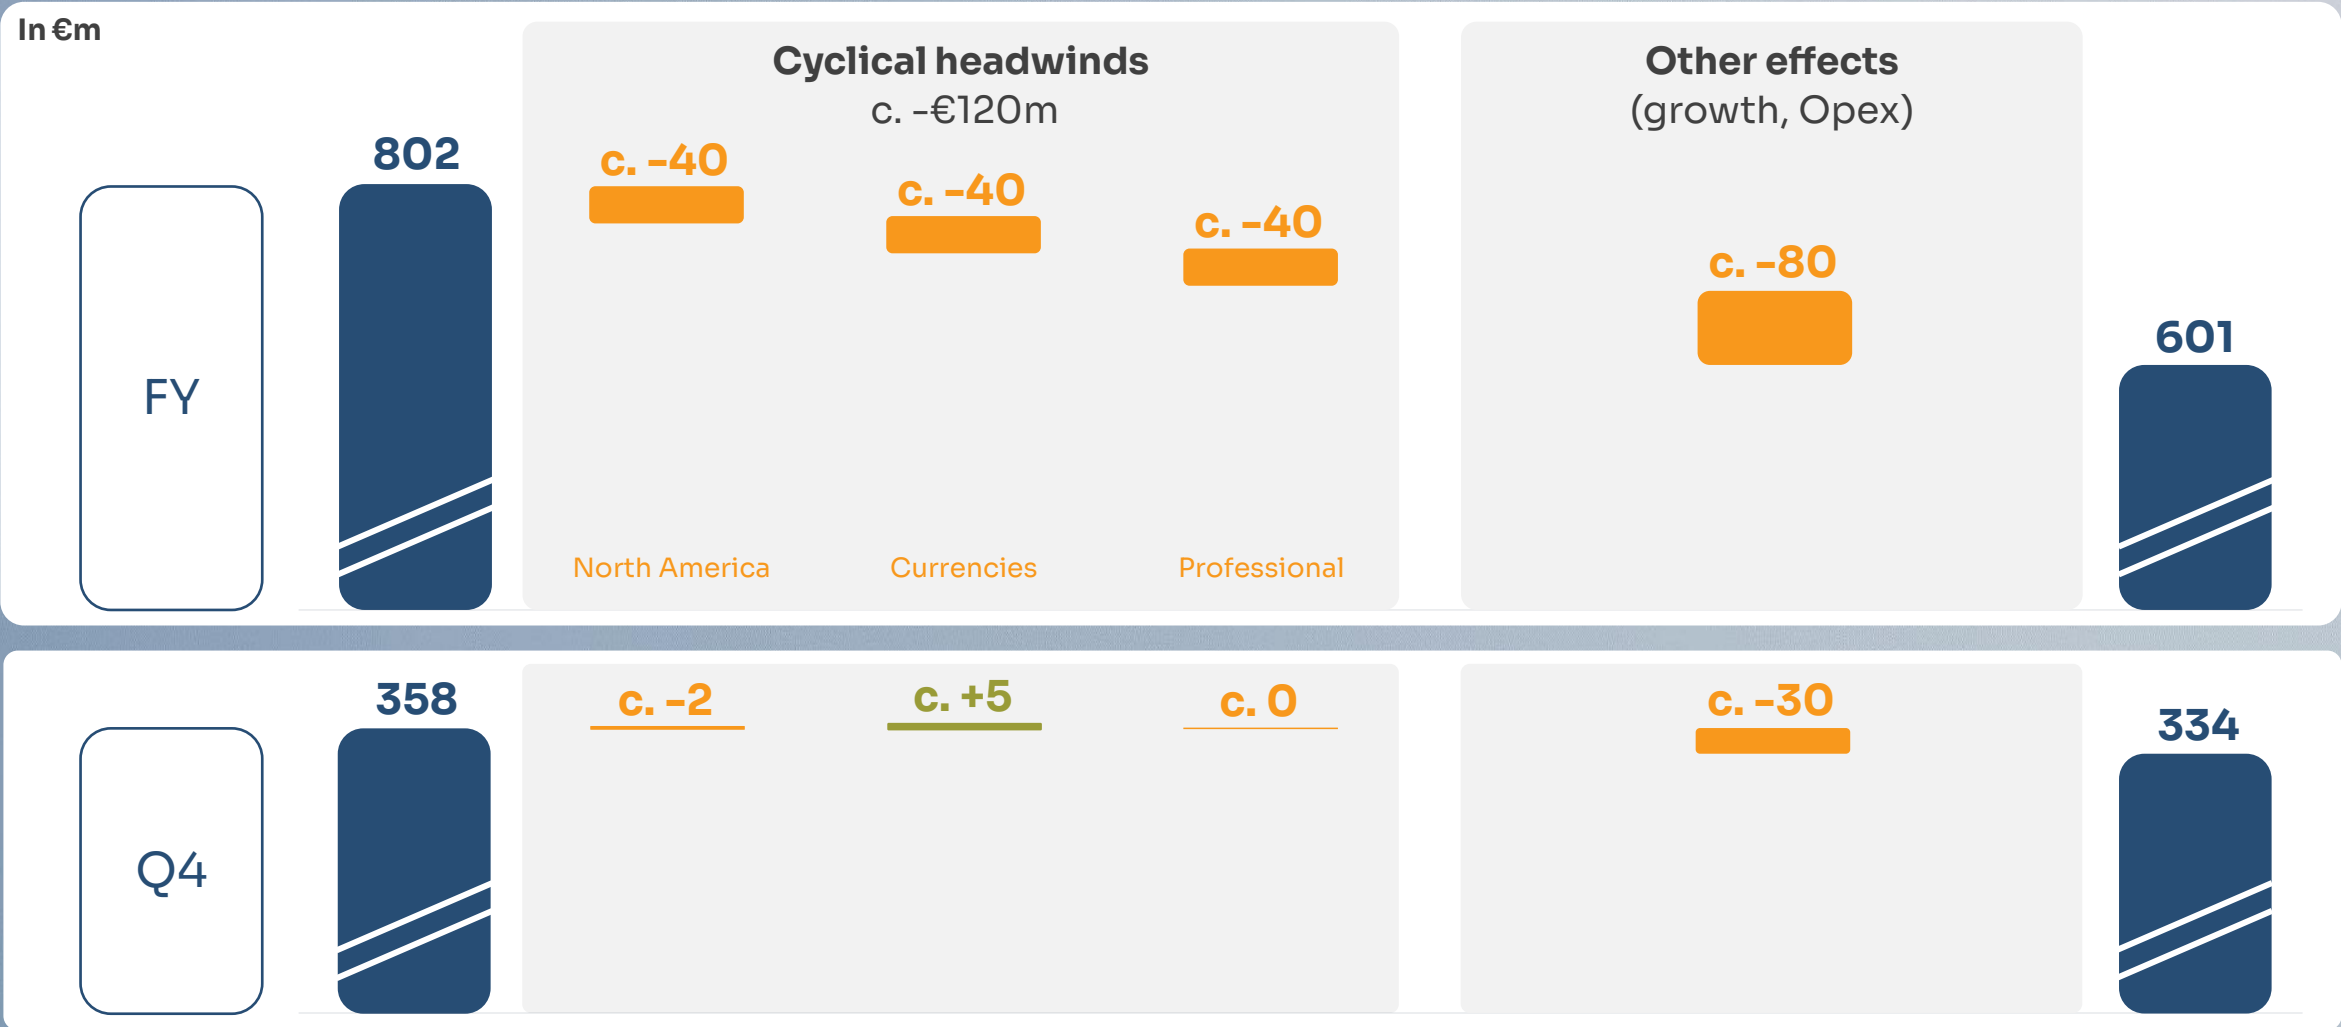 In €m
Cyclical headwinds
c. -€120m
Other effects
(growth, Opex)
802
c. -40
c. -40
c. -40
c. -80
601
FY
North America
Currencies
Professional
358
c. -2
c. +5
c. 0
c. -30
334
Q4